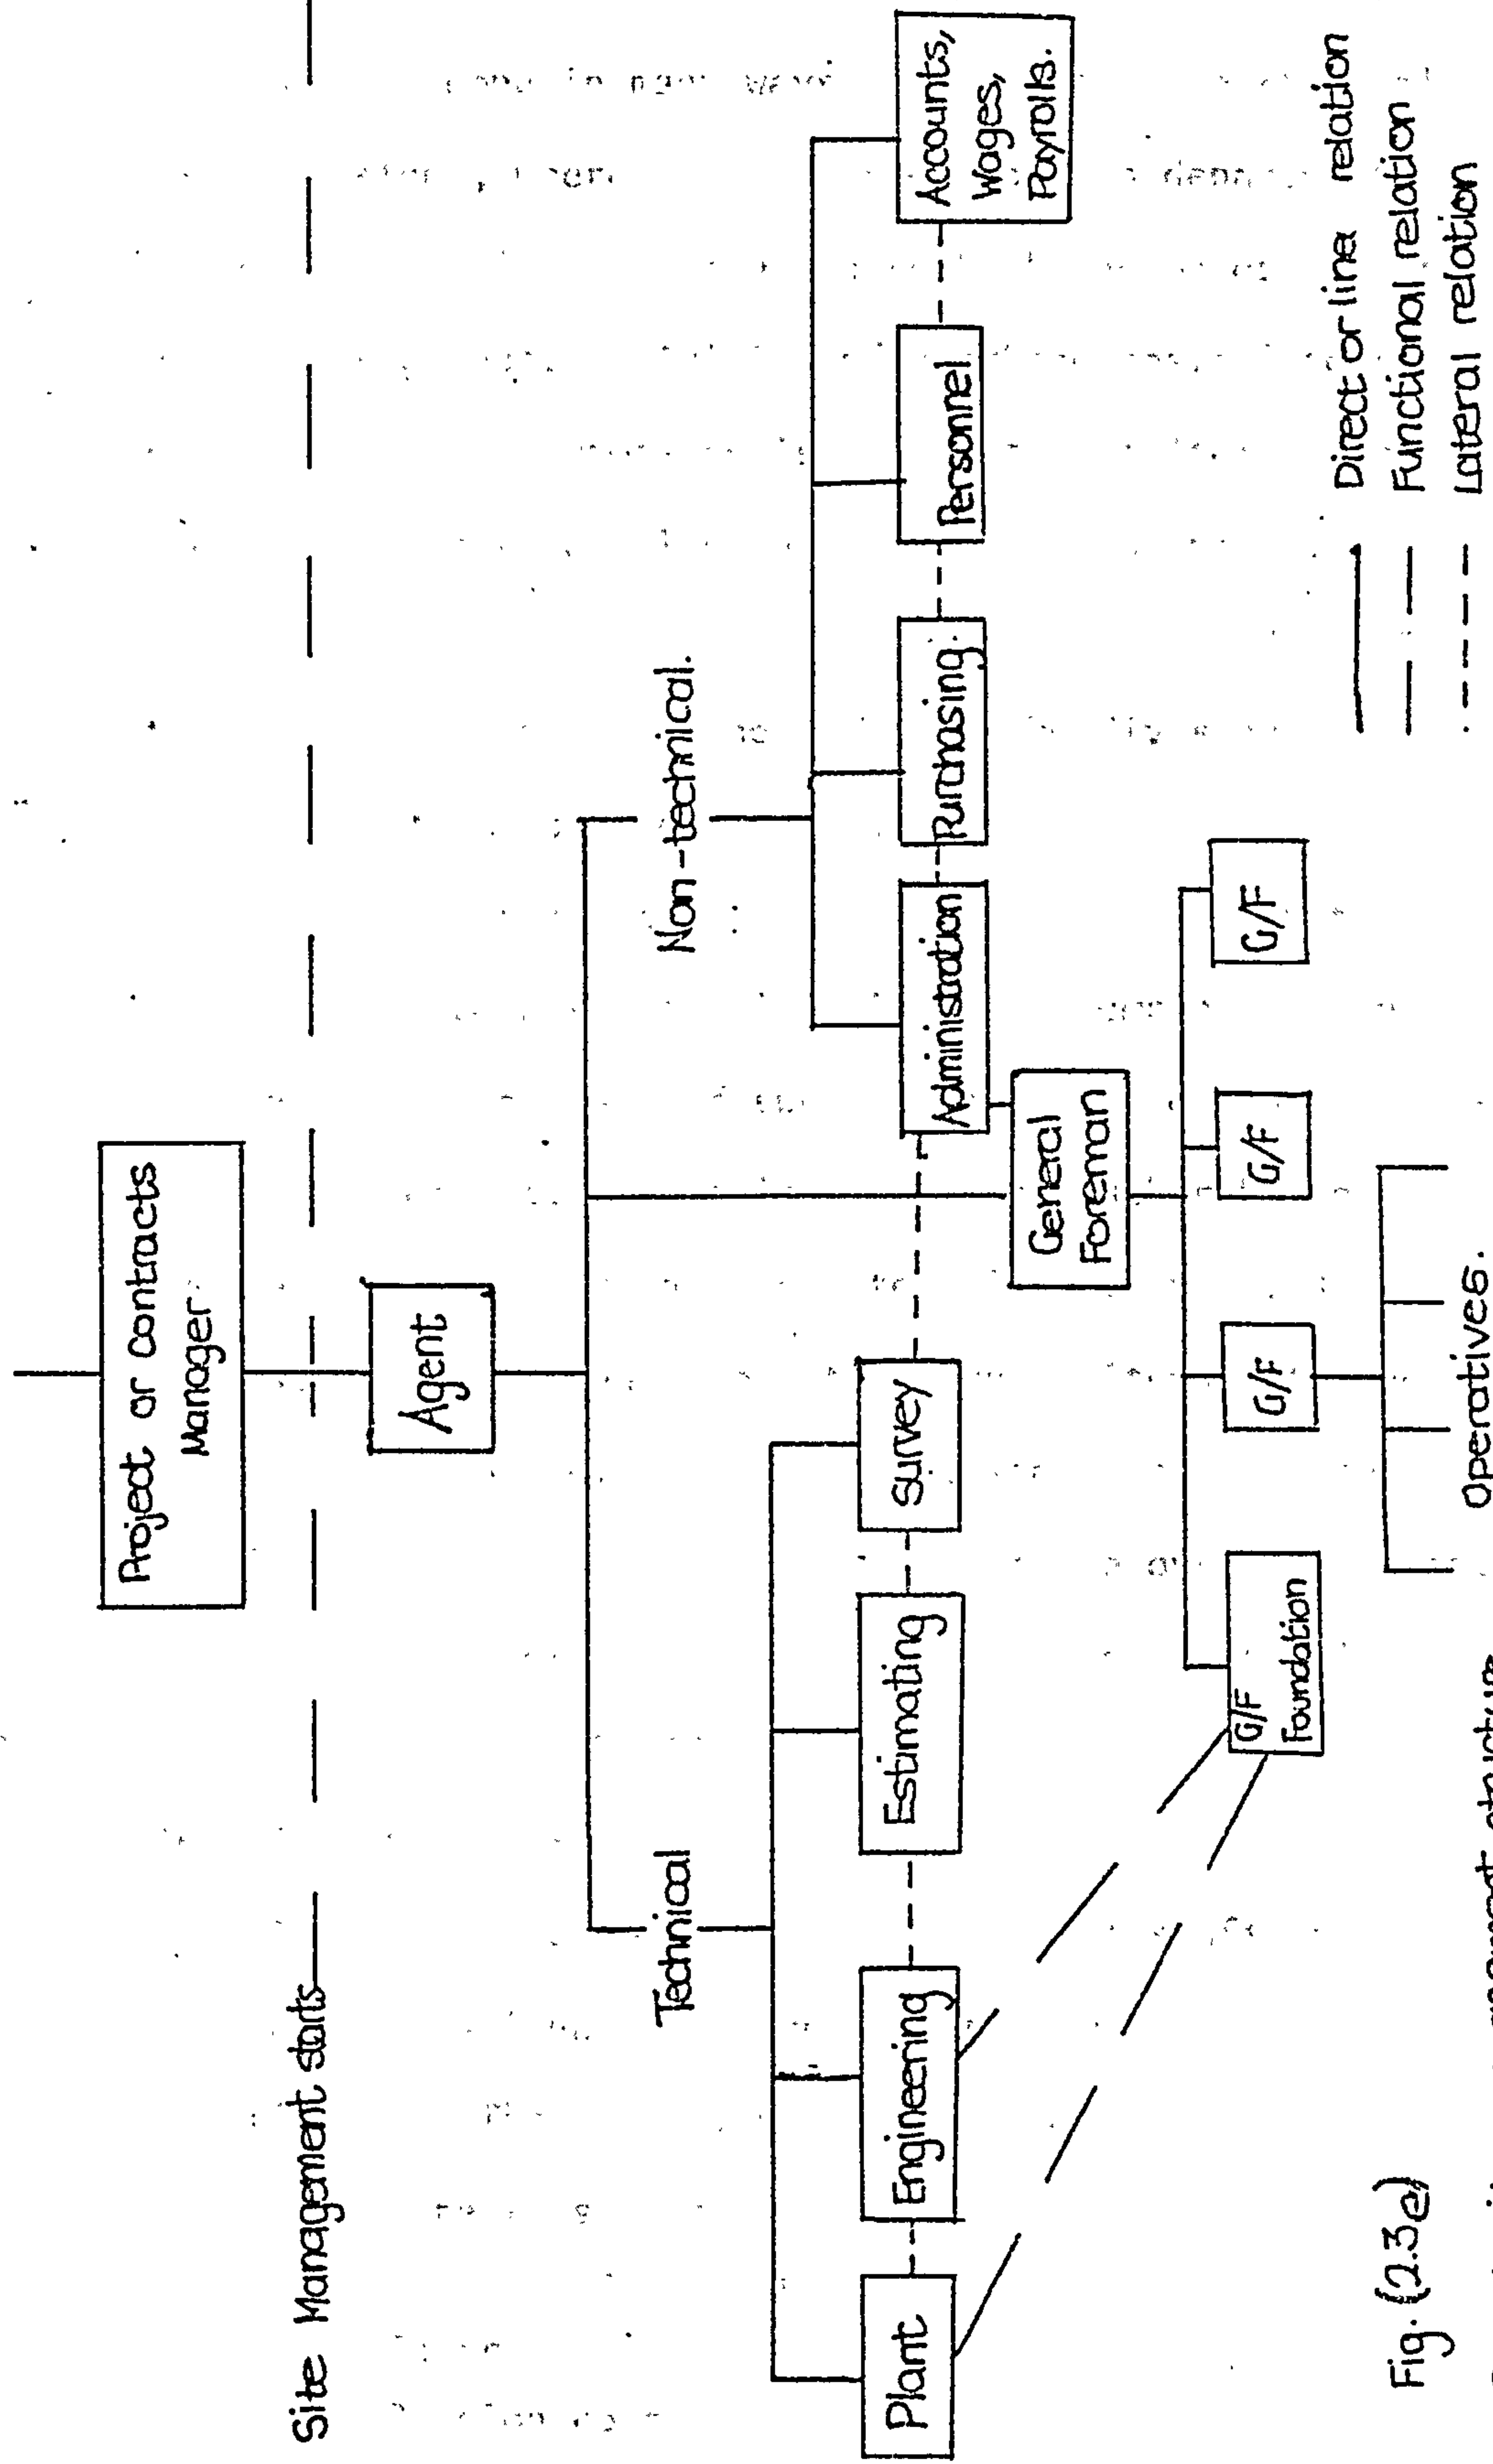 Project or Contracts
Manager
Site Management starts
Agent
Technical
Non-technical.
Plant
Engineering
Estimating
Survey
Administration
Purchasing.
Personnel
Accounts,
Wages,
Payrolls.
General
Foreman
G/F
Foundation
G/F
G/F
G/F
Operatives.
Direct or line relation
Functional relation
Lateral relation
Fig. (2.3e)
structure